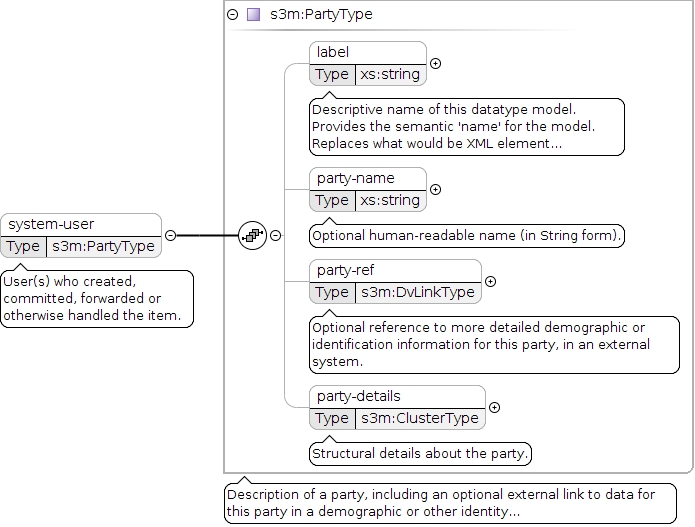 s3m:PartyType
label
Type xs:string
Descriptive name of this datatype model.
Provides the semantic 'name' for the model.
Replaces what would be XML element...
party-name
Type xs:string
Optional human-readable name (in String form).
system-user
Type s3m:PartyType
User(s) who created,
committed, forwarded or
otherwise handled the item.
party-ref
Type s3m:DvLinkType
Optional reference to more detailed demographic or
identification information for this party, in an external
system.
party-details
Type s3m:ClusterType
Structural details about the party.
Description of a party, including an optional external link to data for
this party in a demographic or other identity...